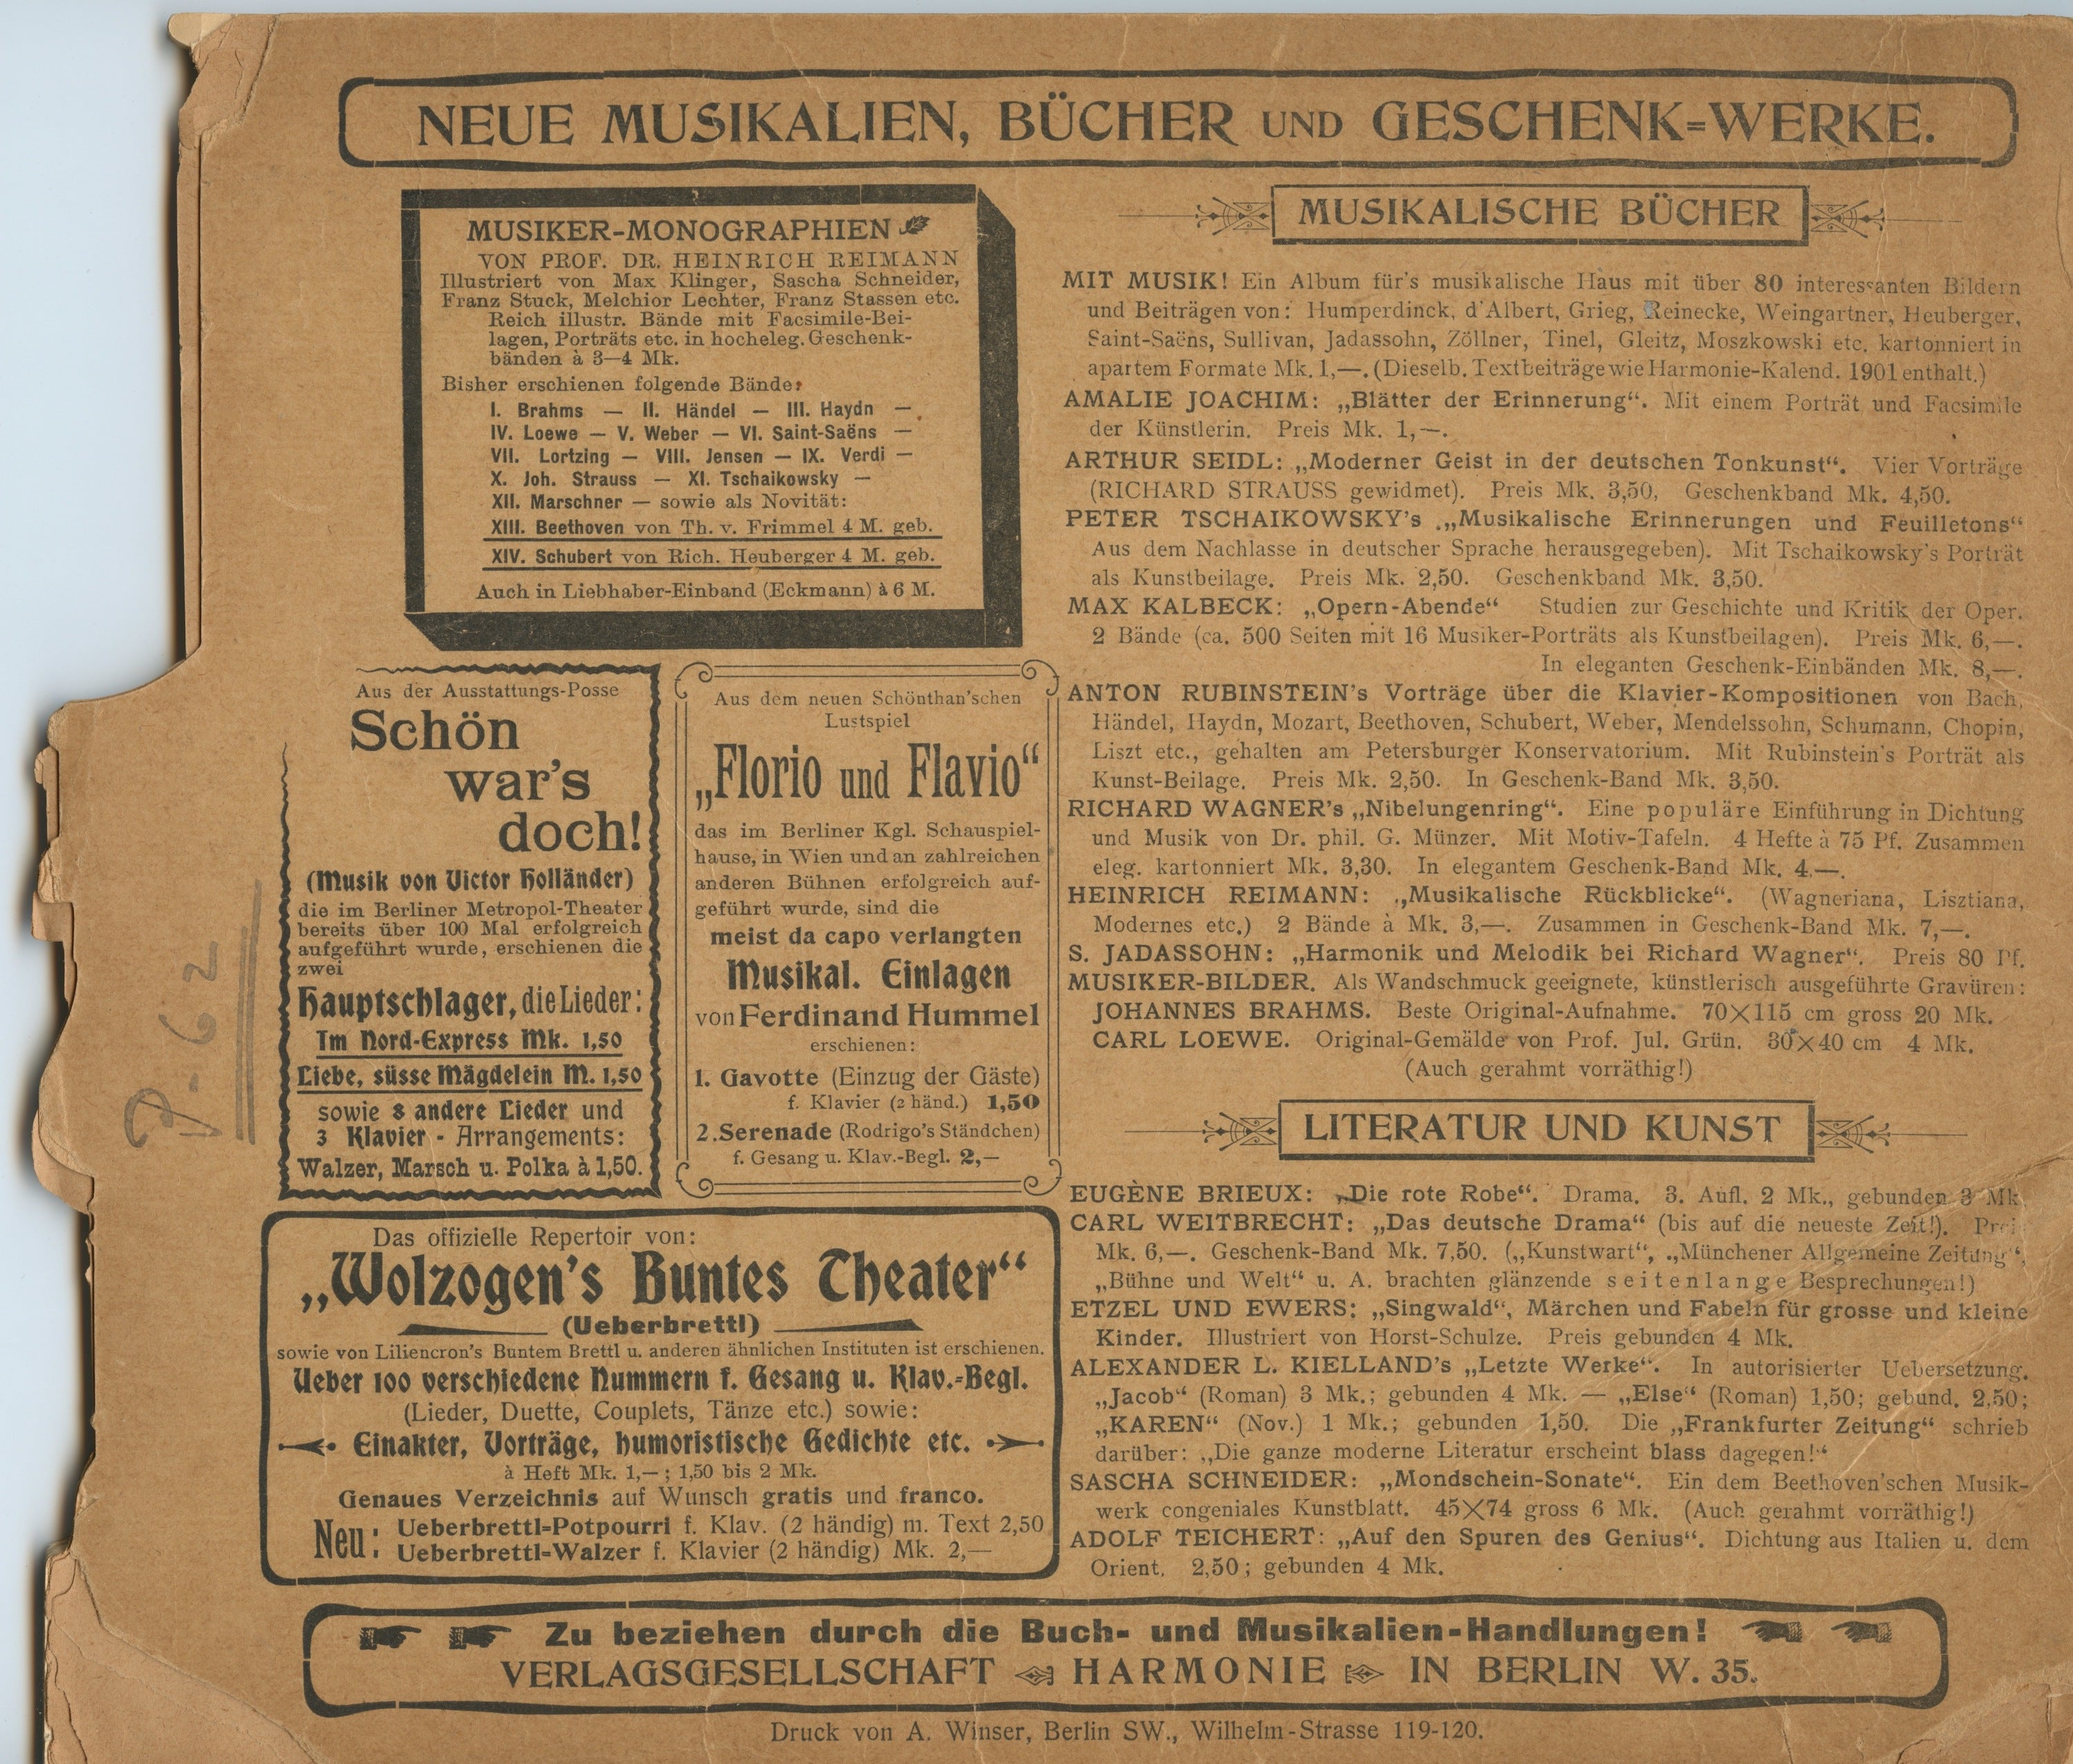 NEUE MUSIKALIEN, BÜCHER UND GESCHENK=WERKE.
MUSIKER-MONOGRAPHIEN
VON PROF. DR. HEINRICH REIMANN
Illustriert von Max Klinger, Sascha Schneider,
Franz Stuck, Melchior Lechter, Franz Stassen etc.
Reich illustr. Bände mit Facsimile-Bei-
lagen, Porträts etc. in hocheleg. Geschenk-
bänden à 3—4 Mk.
Bisher erschienen folgende Bände:
I. Brahms — II. Händel — III. Haydn —
IV. Loewe — V. Weber — VI. Saint-Saëns —
VII. Lortzing — VIII. Jensen — IX. Verdi —
X. Joh. Strauss — XI. Tschaikowsky —
XII. Marschner — sowie als Novität:
XIII. Beethoven von Th. v. Frimmel 4 M. geb.
XIV. Schubert von Rich. Heuberger 4 M. geb.
Auch in Liebhaber-Einband (Eckmann) à 6 M.
Aus der Ausstattungs-Posse
Schön
war's
doch!
(Musik von Victor Holländer)
die im Berliner Metropol-Theater
bereits über 100 Mal erfolgreich
aufgeführt wurde, erschienen die
zwei
Hauptschlager, die Lieder:
Im Nord-Express Mk. 1,50
Liebe, süsse Mägdelein M. 1,50
sowie 8 andere Lieder und
3 Klavier - Arrangements:
Walzer, Marsch u. Polka à 1,50.
Aus dem neuen Schönthan'schen
Lustspiel
„Florio und Flavio“
das im Berliner Kgl. Schauspiel-
hause, in Wien und an zahlreichen
anderen Bühnen erfolgreich auf-
geführt wurde, sind die
meist da capo verlangten
Musikal. Einlagen
von Ferdinand Hummel
erschienen:
1. Gavotte (Einzug der Gäste)
f. Klavier (2 händ.) 1,50
2. Serenade (Rodrigo's Ständchen)
f. Gesang u. Klav.-Begl. 2,—
Das offizielle Repertoir von:
„Wolzogen's Buntes Theater“
(Ueberbrettl)
sowie von Liliencron's Buntem Brettl u. anderen ähnlichen Instituten ist erschienen.
Ueber 100 verschiedene Nummern f. Gesang u. Klav.-Begl.
(Lieder, Duette, Couplets, Tänze etc.) sowie:
Einakter, Vorträge, humoristische Gedichte etc.
à Heft Mk. 1,— ; 1,50 bis 2 Mk.
Genaues Verzeichnis auf Wunsch gratis und franco.
Neu: Ueberbrettl=Potpourri f. Klav. (2 händig) m. Text 2,50
Ueberbrettl=Walzer f. Klavier (2 händig) Mk. 2,—
MUSIKALISCHE BÜCHER
MIT MUSIK! Ein Album für's musikalische Haus mit über 80 interessanten Bildern
und Beiträgen von: Humperdinck, d'Albert, Grieg, Reinecke, Weingartner, Heuberger,
Saint-Saëns, Sullivan, Jadassohn, Zöllner, Tinel, Gleitz, Moszkowski etc. kartonniert in
apartem Formate Mk. 1,—. (Dieselb. Textbeiträge wie Harmonie-Kalend. 1901 enthalt.)
AMALIE JOACHIM: „Blätter der Erinnerung“. Mit einem Porträt und Facsimile
der Künstlerin. Preis Mk. 1,—.
ARTHUR SEIDL: „Moderner Geist in der deutschen Tonkunst“. Vier Vorträge
(RICHARD STRAUSS gewidmet). Preis Mk. 3,50, Geschenkband Mk. 4,50.
PETER TSCHAIKOWSKY's „Musikalische Erinnerungen und Feuilletons“
Aus dem Nachlasse in deutscher Sprache herausgegeben). Mit Tschaikowsky's Porträt
als Kunstbeilage. Preis Mk. 2,50. Geschenkband Mk. 3,50.
MAX KALBECK: „Opern-Abende“ Studien zur Geschichte und Kritik der Oper.
2 Bände (ca. 500 Seiten mit 16 Musiker-Porträts als Kunstbeilagen). Preis Mk. 6,—.
In eleganten Geschenk-Einbänden Mk. 8,—.
ANTON RUBINSTEIN's Vorträge über die Klavier-Kompositionen von Bach,
Händel, Haydn, Mozart, Beethoven, Schubert, Weber, Mendelssohn, Schumann, Chopin,
Liszt etc., gehalten am Petersburger Konservatorium. Mit Rubinstein's Porträt als
Kunst-Beilage. Preis Mk. 2,50. In Geschenk-Band Mk. 3,50.
RICHARD WAGNER's „Nibelungenring“. Eine populäre Einführung in Dichtung
und Musik von Dr. phil. G. Münzer. Mit Motiv-Tafeln. 4 Hefte à 75 Pf. Zusammen
eleg. kartonniert Mk. 3,30. In elegantem Geschenk-Band Mk. 4.—.
HEINRICH REIMANN: „Musikalische Rückblicke“. (Wagneriana, Lisztiana,
Modernes etc.) 2 Bände à Mk. 3,—. Zusammen in Geschenk-Band Mk. 7,—.
S. JADASSOHN: „Harmonik und Melodik bei Richard Wagner“. Preis 80 Pf.
MUSIKER-BILDER. Als Wandschmuck geeignete, künstlerisch ausgeführte Gravüren:
JOHANNES BRAHMS. Beste Original-Aufnahme. 70×115 cm gross 20 Mk.
CARL LOEWE. Original-Gemälde von Prof. Jul. Grün. 30×40 cm 4 Mk.
(Auch gerahmt vorräthig!)
LITERATUR UND KUNST
EUGÈNE BRIEUX: „Die rote Robe“. Drama. 3. Aufl. 2 Mk., gebunden 3 Mk
CARL WEITBRECHT: „Das deutsche Drama“ (bis auf die neueste Zeit!). Prei
Mk. 6,—. Geschenk-Band Mk. 7,50. („Kunstwart“, „Münchener Allgemeine Zeitung“,
„Bühne und Welt“ u. A. brachten glänzende seitenlange Besprechungen!)
ETZEL UND EWERS: „Singwald“, Märchen und Fabeln für grosse und kleine
Kinder. Illustriert von Horst-Schulze. Preis gebunden 4 Mk.
ALEXANDER L. KIELLAND's „Letzte Werke“. In autorisierter Uebersetzung.
„Jacob“ (Roman) 3 Mk.; gebunden 4 Mk. — „Else“ (Roman) 1,50; gebund. 2,50;
„KAREN“ (Nov.) 1 Mk.; gebunden 1,50. Die „Frankfurter Zeitung“ schrieb
darüber: „Die ganze moderne Literatur erscheint blass dagegen!“
SASCHA SCHNEIDER: „Mondschein-Sonate“. Ein dem Beethoven'schen Musik-
werk congeniales Kunstblatt. 45×74 gross 6 Mk. (Auch gerahmt vorräthig!)
ADOLF TEICHERT: „Auf den Spuren des Genius“. Dichtung aus Italien u. dem
Orient. 2,50; gebunden 4 Mk.
Zu beziehen durch die Buch- und Musikalien-Handlungen!
VERLAGSGESELLSCHAFT HARMONIE IN BERLIN W. 35.
Druck von A. Winser, Berlin SW., Wilhelm-Strasse 119-120.